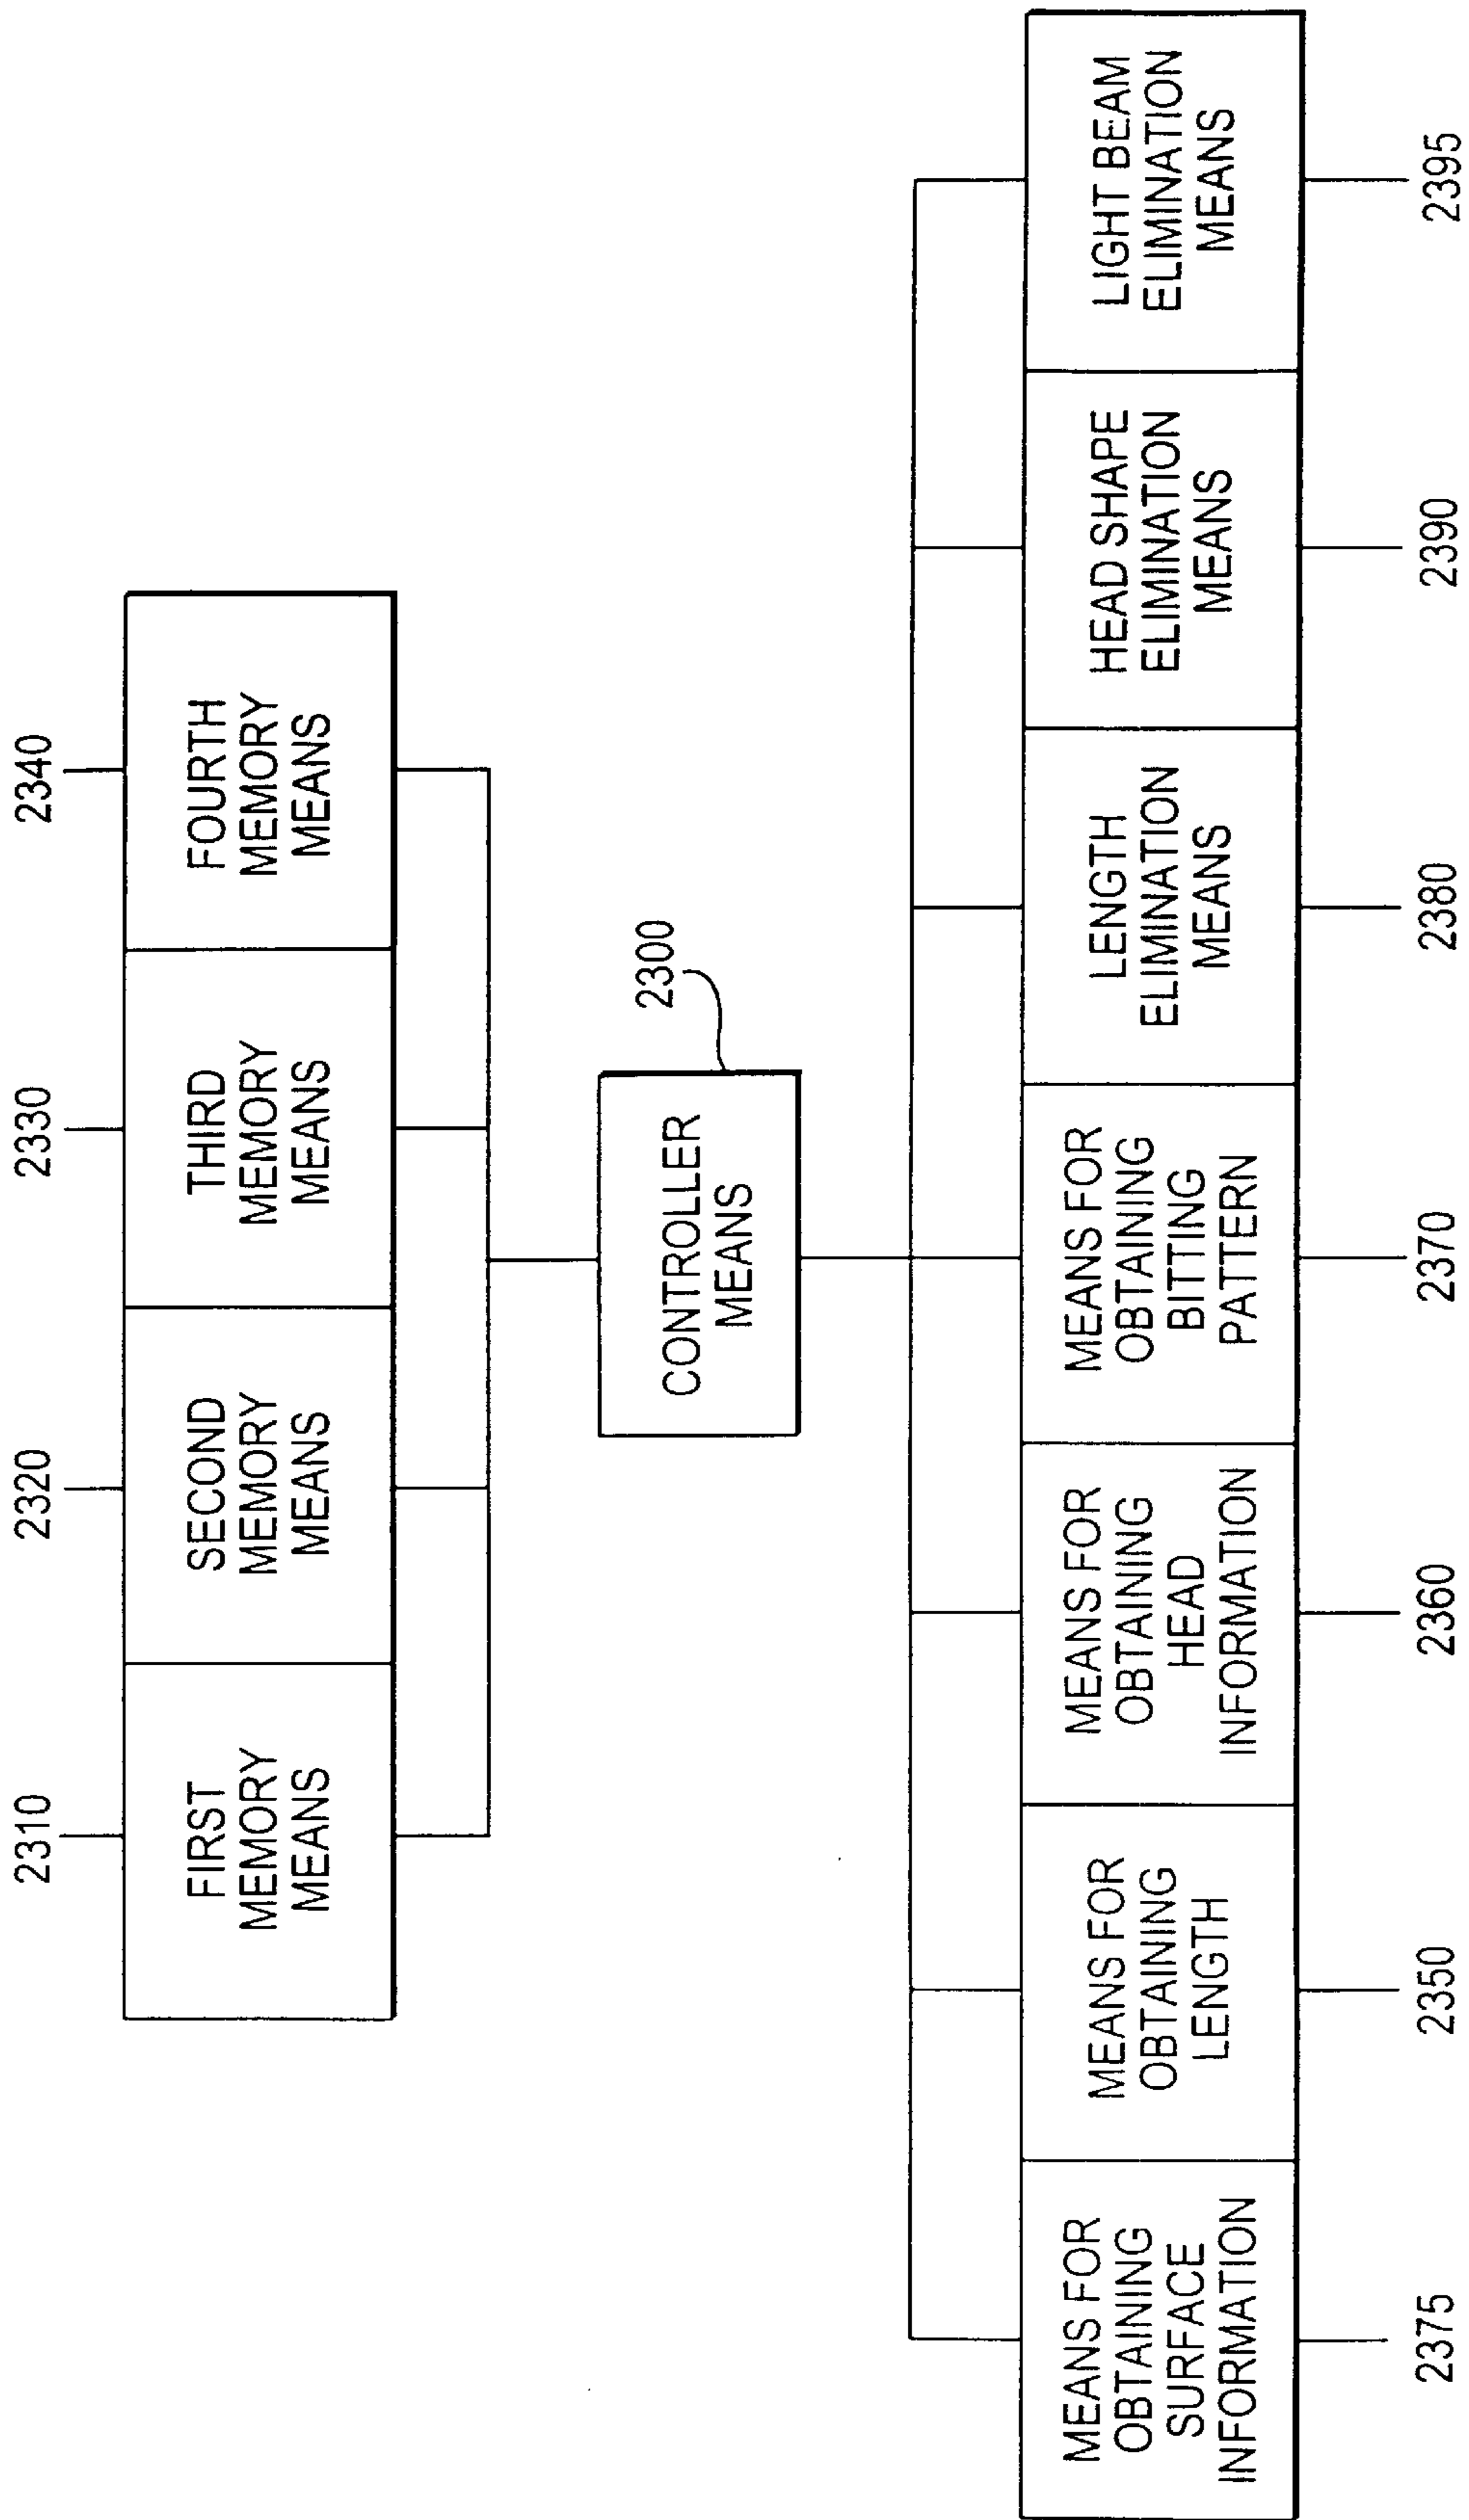 2310
2320
2330
2340
FIRST
MEMORY
MEANS
SECOND
MEMORY
MEANS
THIRD
MEMORY
MEANS
FOURTH
MEMORY
MEANS
2300
CONTROLLER
MEANS
MEANS FOR
OBTAINING
SURFACE
INFORMATION
MEANS FOR
OBTAINING
LENGTH
MEANS FOR
OBTAINING
HEAD
INFORMATION
MEANS FOR
OBTAINING
BITTING
PATTERN
LENGTH
ELIMINATION
MEANS
HEAD SHAPE
ELIMINATION
MEANS
LIGHT BEAM
ELIMINATION
MEANS
2375
2350
2360
2370
2380
2390
2395